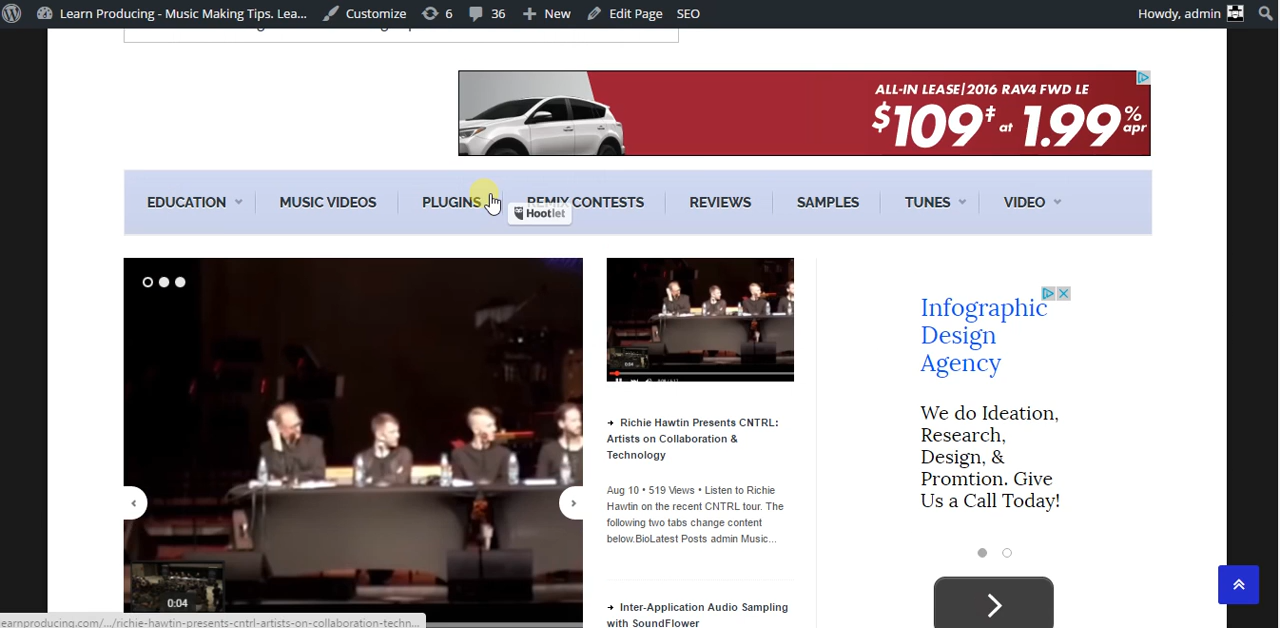 Learn Producing - Music Making Tips. Lea... Customize 6 36 New Edit Page SEO Howdy, admin
ALL-IN LEASE|2016 RAV4 FWD LE
$109‡ at 1.99% apr
EDUCATION MUSIC VIDEOS PLUGINS REMIX CONTESTS REVIEWS SAMPLES TUNES VIDEO
Hootlet
0:04
Richie Hawtin Presents CNTRL:
Artists on Collaboration &
Technology
Aug 10 • 519 Views • Listen to Richie
Hawtin on the recent CNTRL tour. The
following two tabs change content
below.BioLatest Posts admin Music...
Inter-Application Audio Sampling
with SoundFlower
Infographic
Design
Agency
We do Ideation,
Research,
Design, &
Promtion. Give
Us a Call Today!
earnproducing.com/.../richie-hawtin-presents-cntrl-artists-on-collaboration-techn...